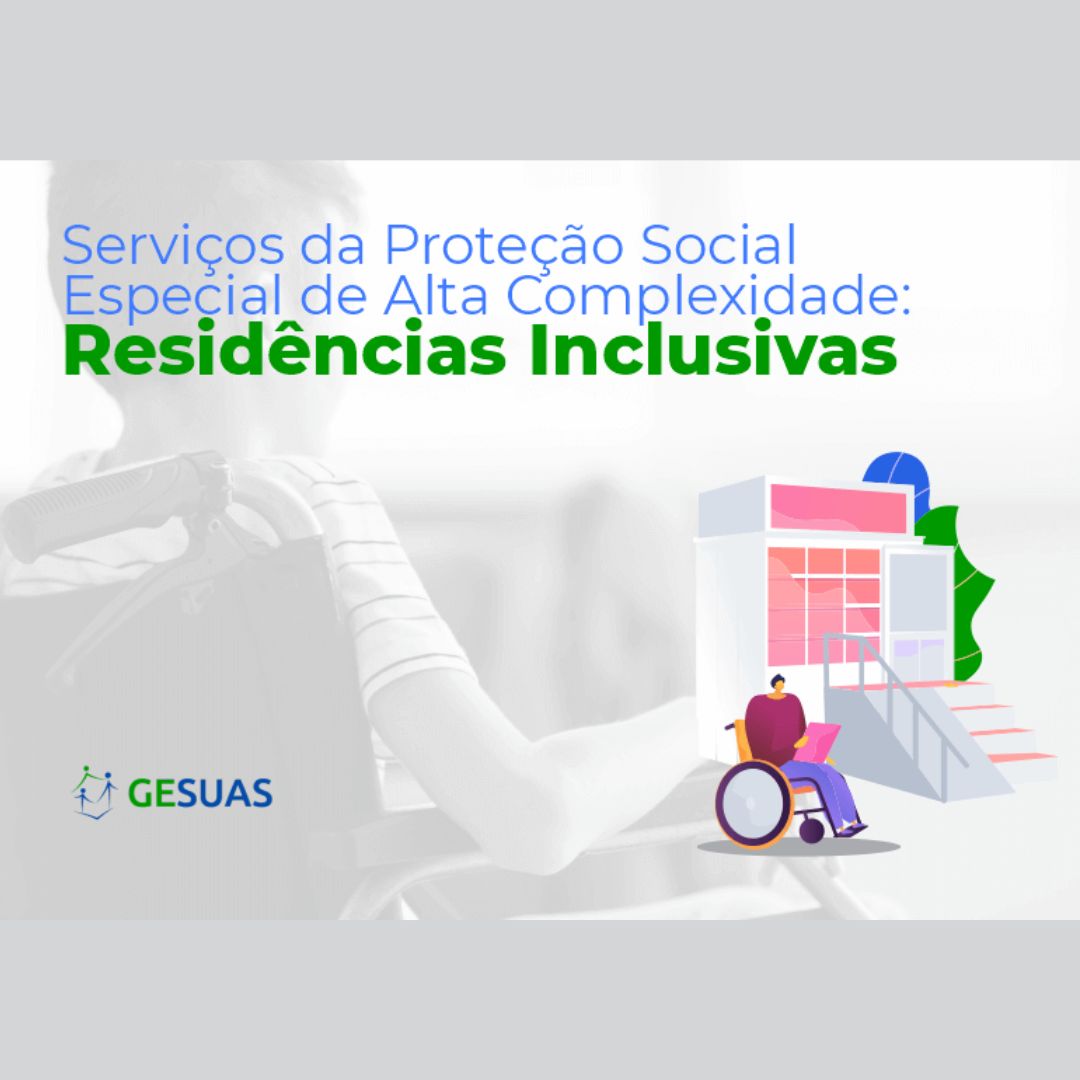 Serviços da Proteção Social
Especial de Alta Complexidade:
Residências Inclusivas
GESUAS